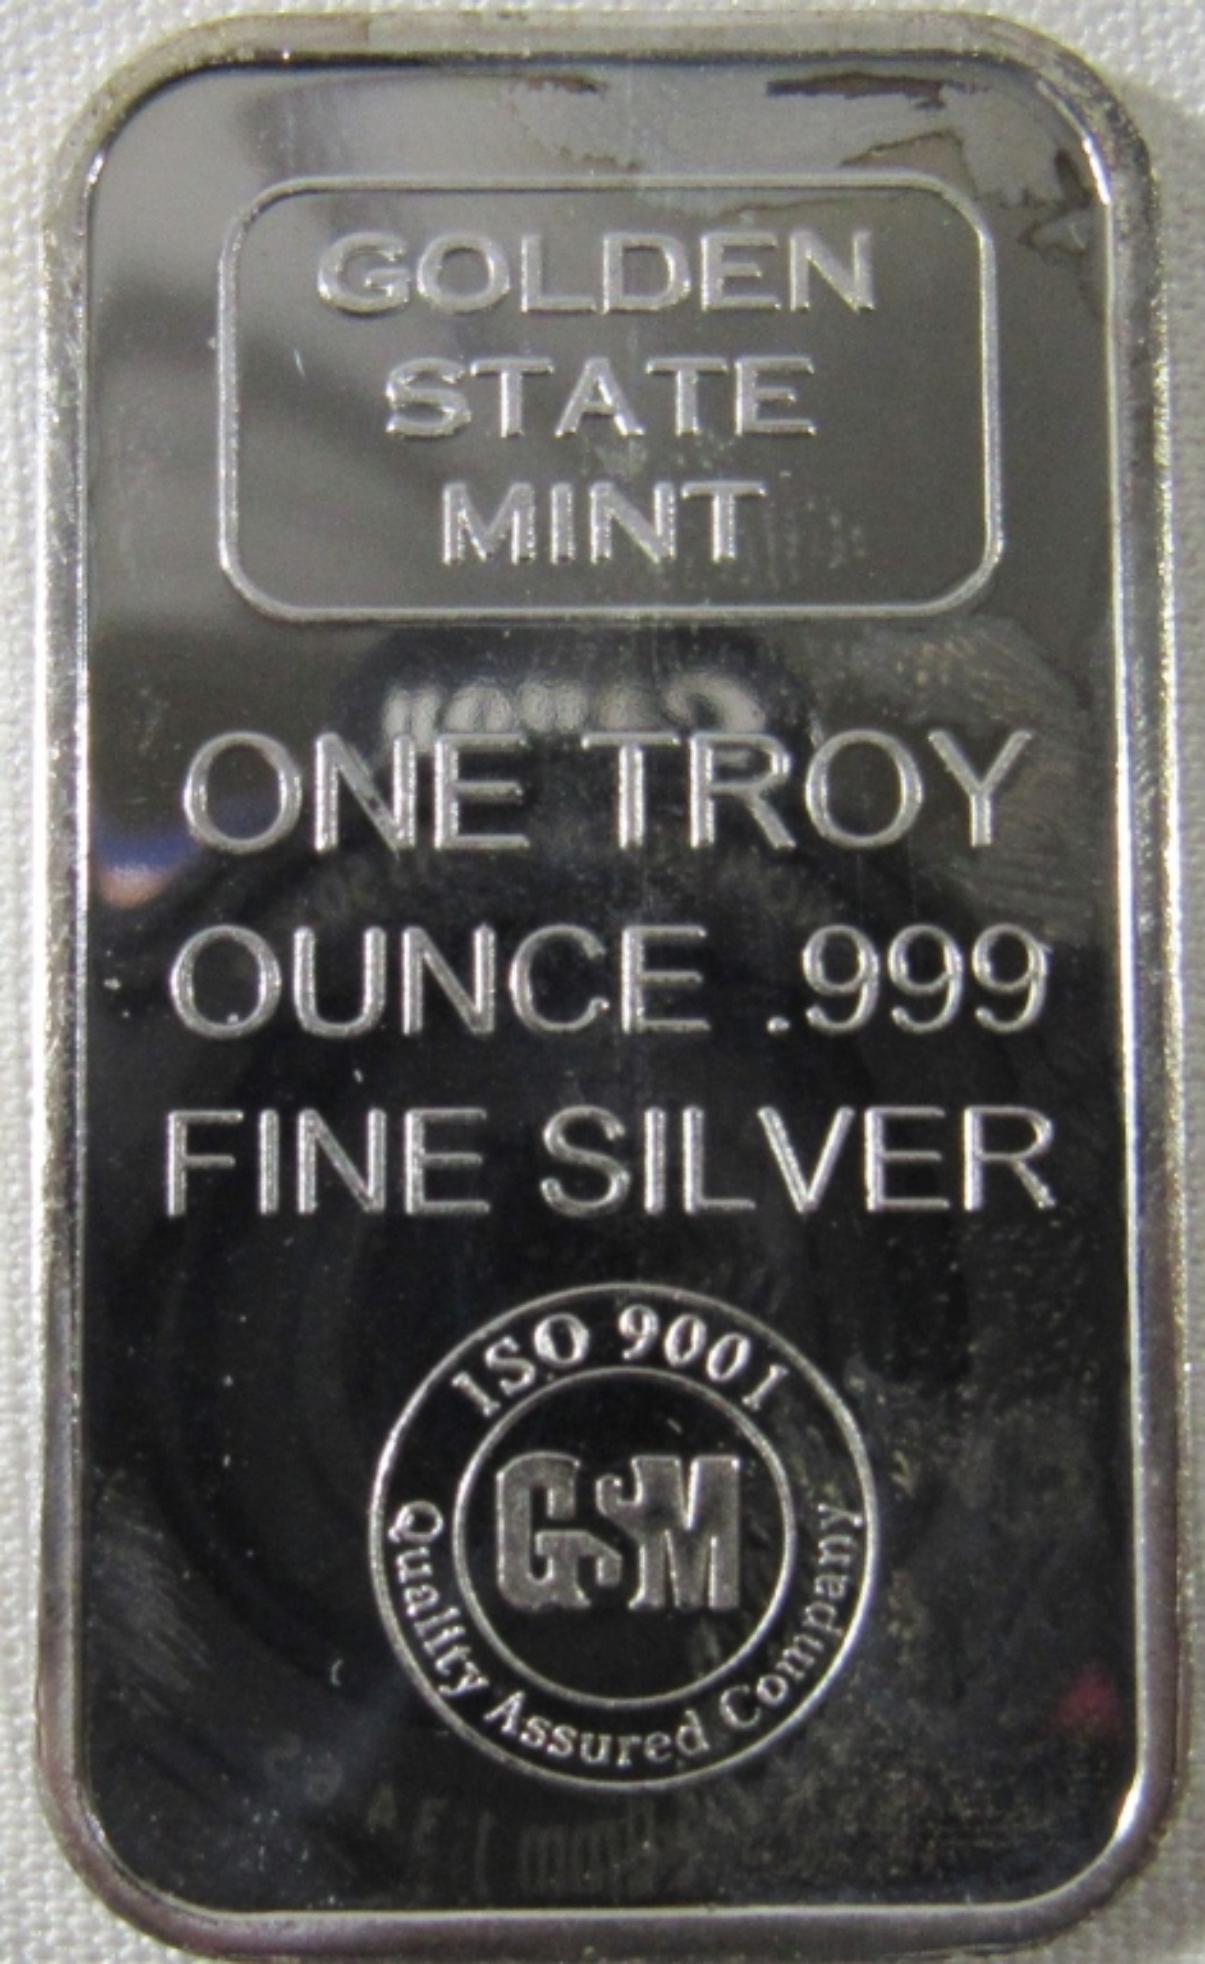 GOLDEN
STATE
MINT
ONE TROY
OUNCE .999
FINE SILVER
ISO 9001
GSM
Quality Assured Company